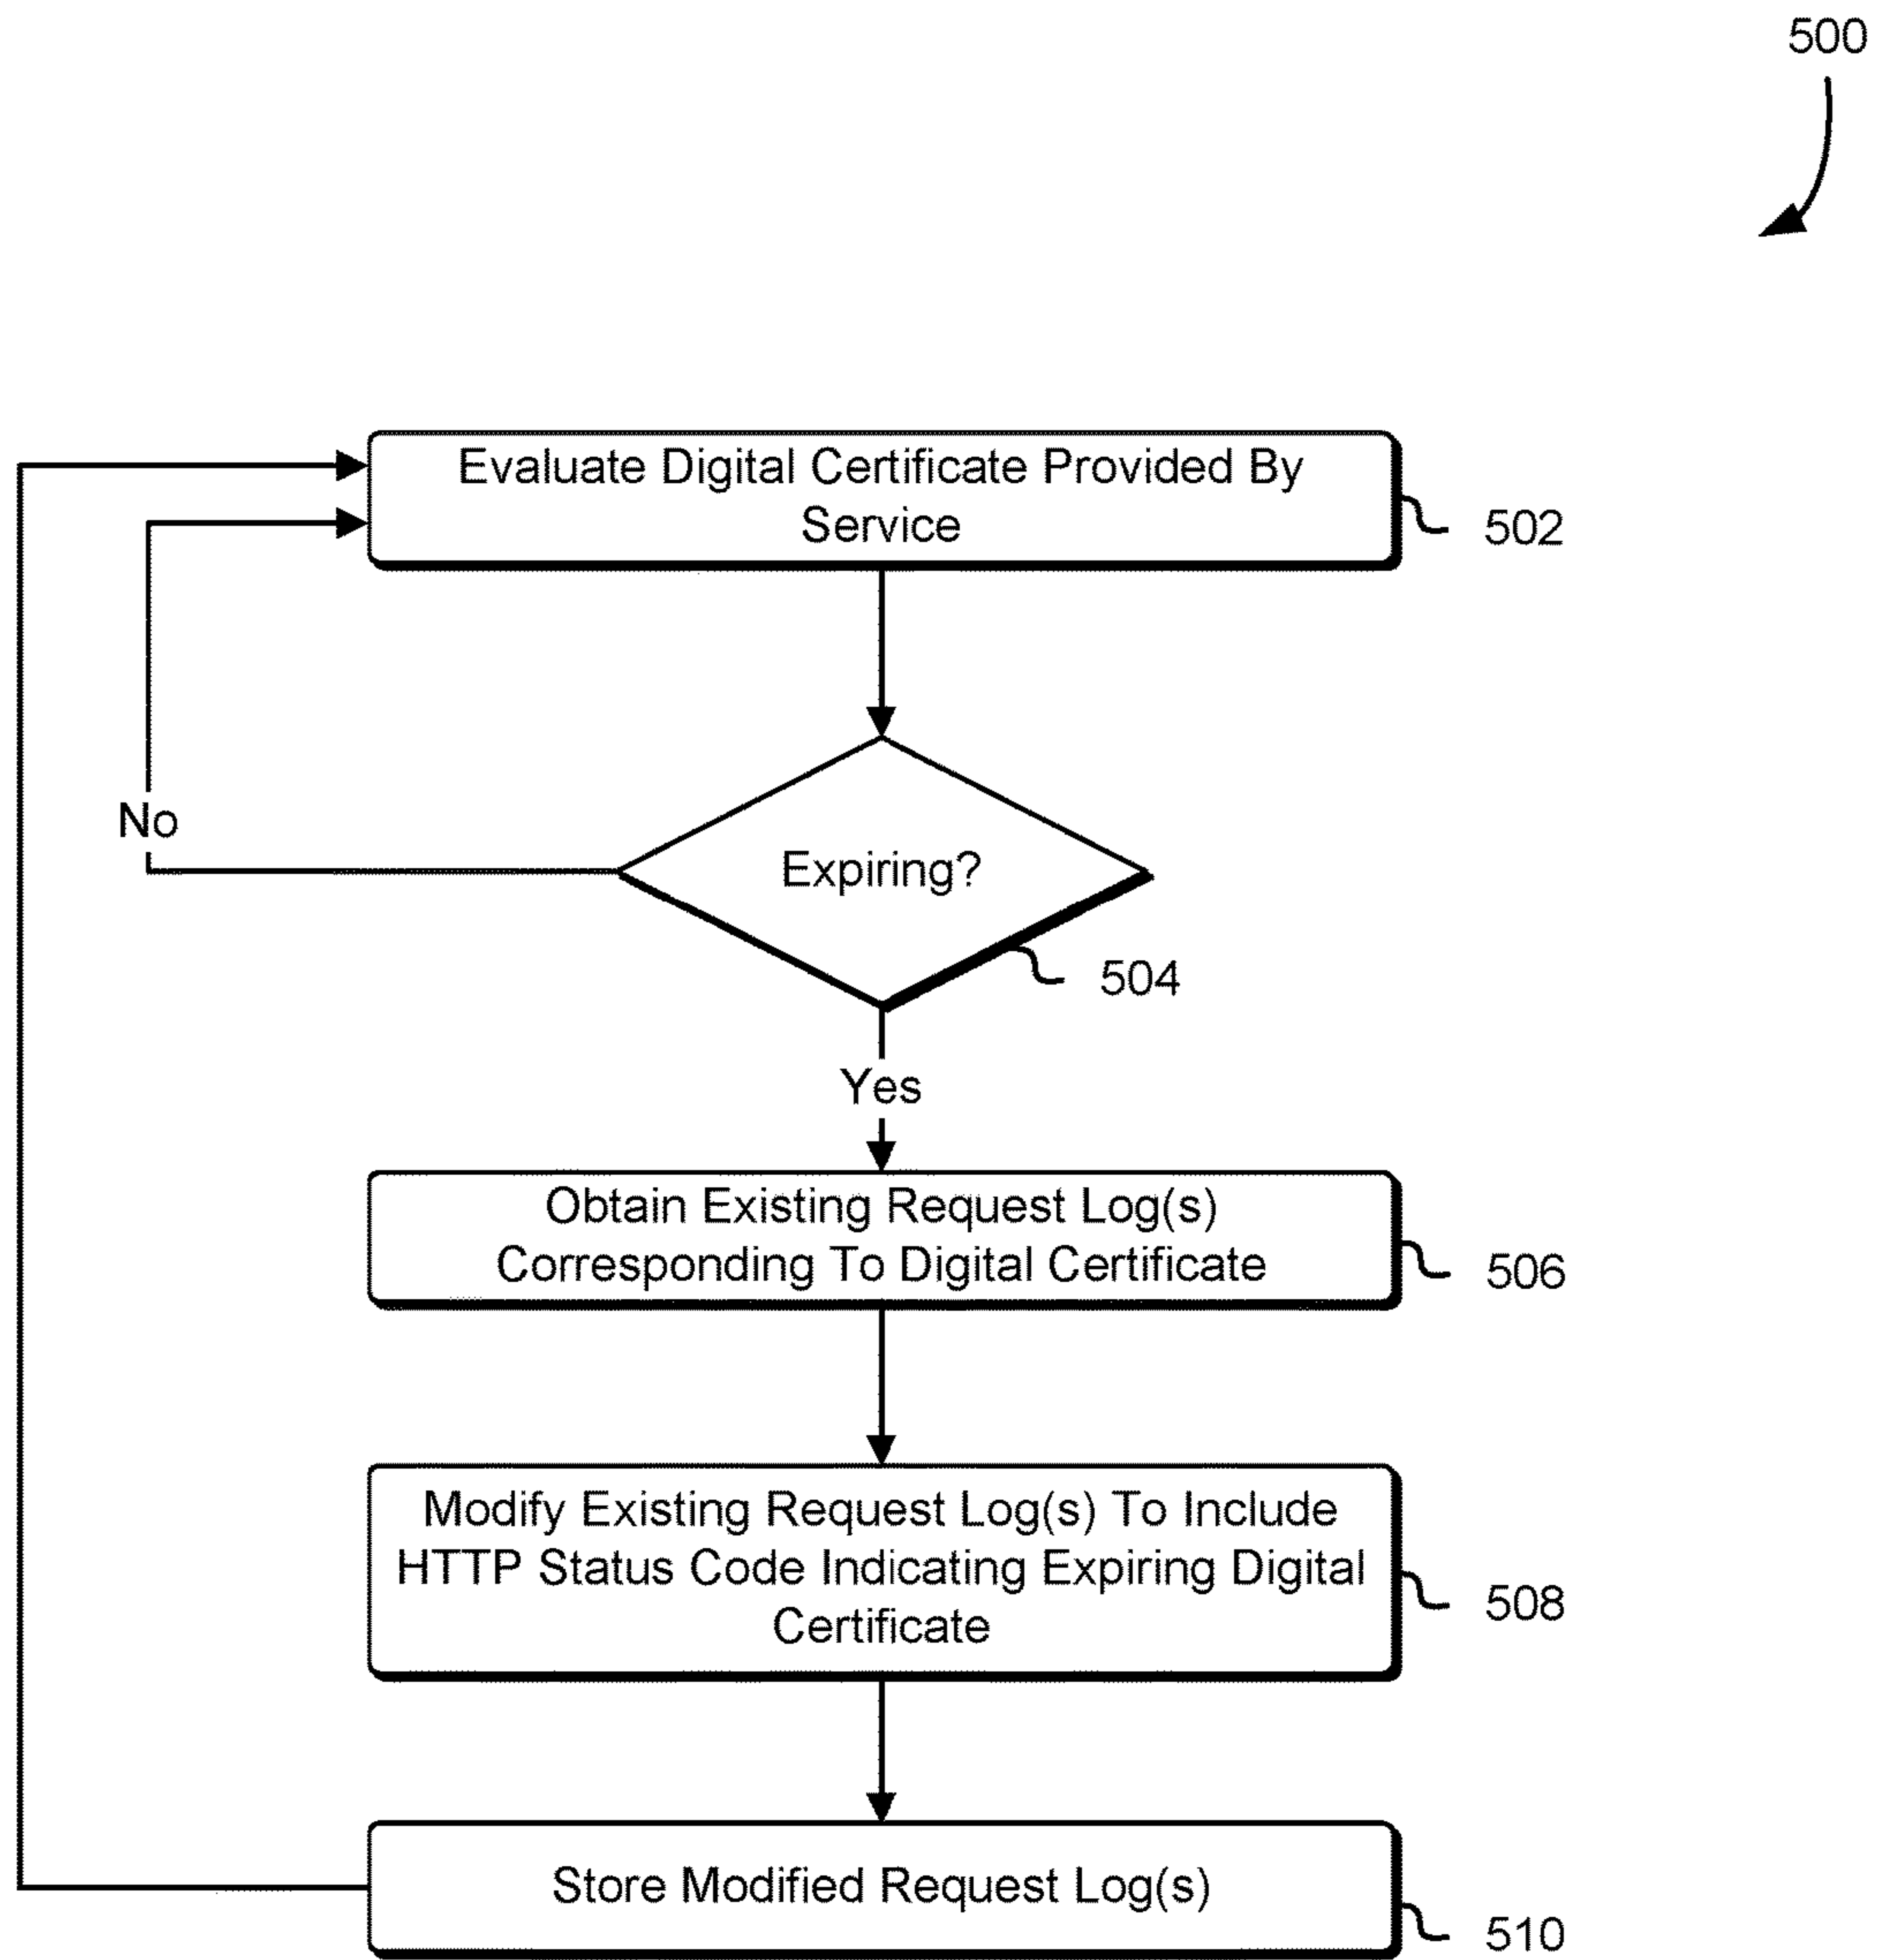 500
Evaluate Digital Certificate Provided By
Service
502
No
Expiring?
504
Yes
Obtain Existing Request Log(s)
Corresponding To Digital Certificate
506
Modify Existing Request Log(s) To Include
HTTP Status Code Indicating Expiring Digital
Certificate
508
Store Modified Request Log(s)
510